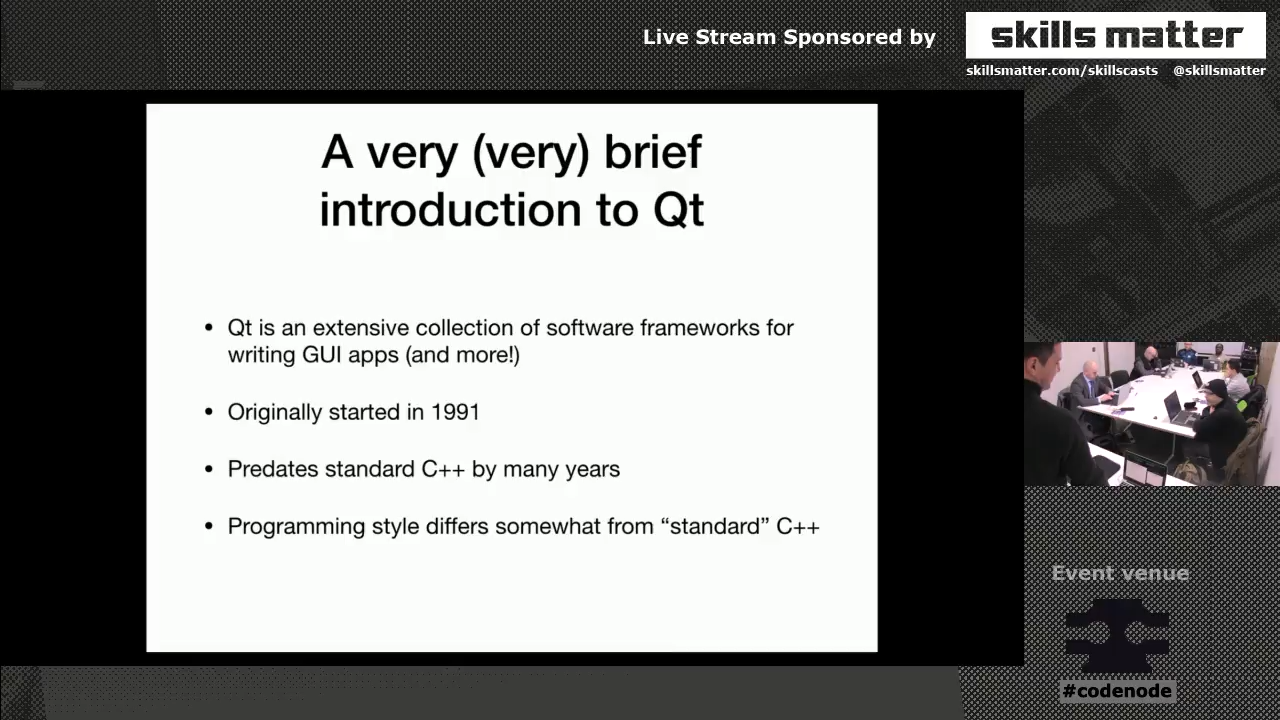 Live Stream Sponsored by
skills matter
skillsmatter.com/skillscasts @skillsmatter
A very (very) brief
introduction to Qt
• Qt is an extensive collection of software frameworks for
writing GUI apps (and more!)
• Originally started in 1991
• Predates standard C++ by many years
• Programming style differs somewhat from “standard” C++
Event venue
#codenode